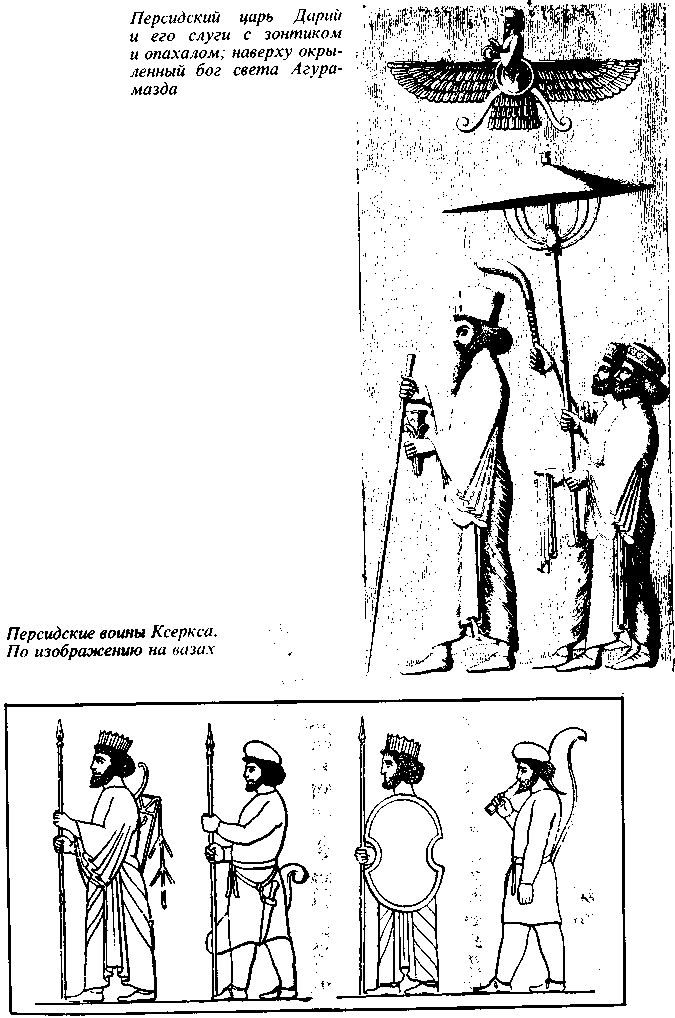 Персидский царь Дарий
и его слуги с зонтиком
и опахалом; наверху окры-
ленный бог света Агура-
мазда
Персидские воины Ксеркса.
По изображению на вазах